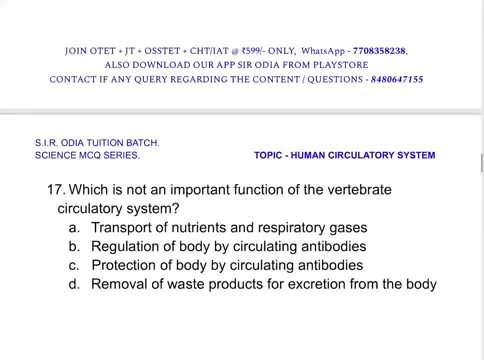 JOIN OTET + JT + OSSTET + CHT/IAT @ ₹599/- ONLY, WhatsApp - 7708358238,
ALSO DOWNLOAD OUR APP SIR ODIA FROM PLAYSTORE
CONTACT IF ANY QUERY REGARDING THE CONTENT / QUESTIONS - 8480647155
S.I.R. ODIA TUITION BATCH.
SCIENCE MCQ SERIES. TOPIC - HUMAN CIRCULATORY SYSTEM
17. Which is not an important function of the vertebrate
circulatory system?
a. Transport of nutrients and respiratory gases
b. Regulation of body by circulating antibodies
c. Protection of body by circulating antibodies
d. Removal of waste products for excretion from the body